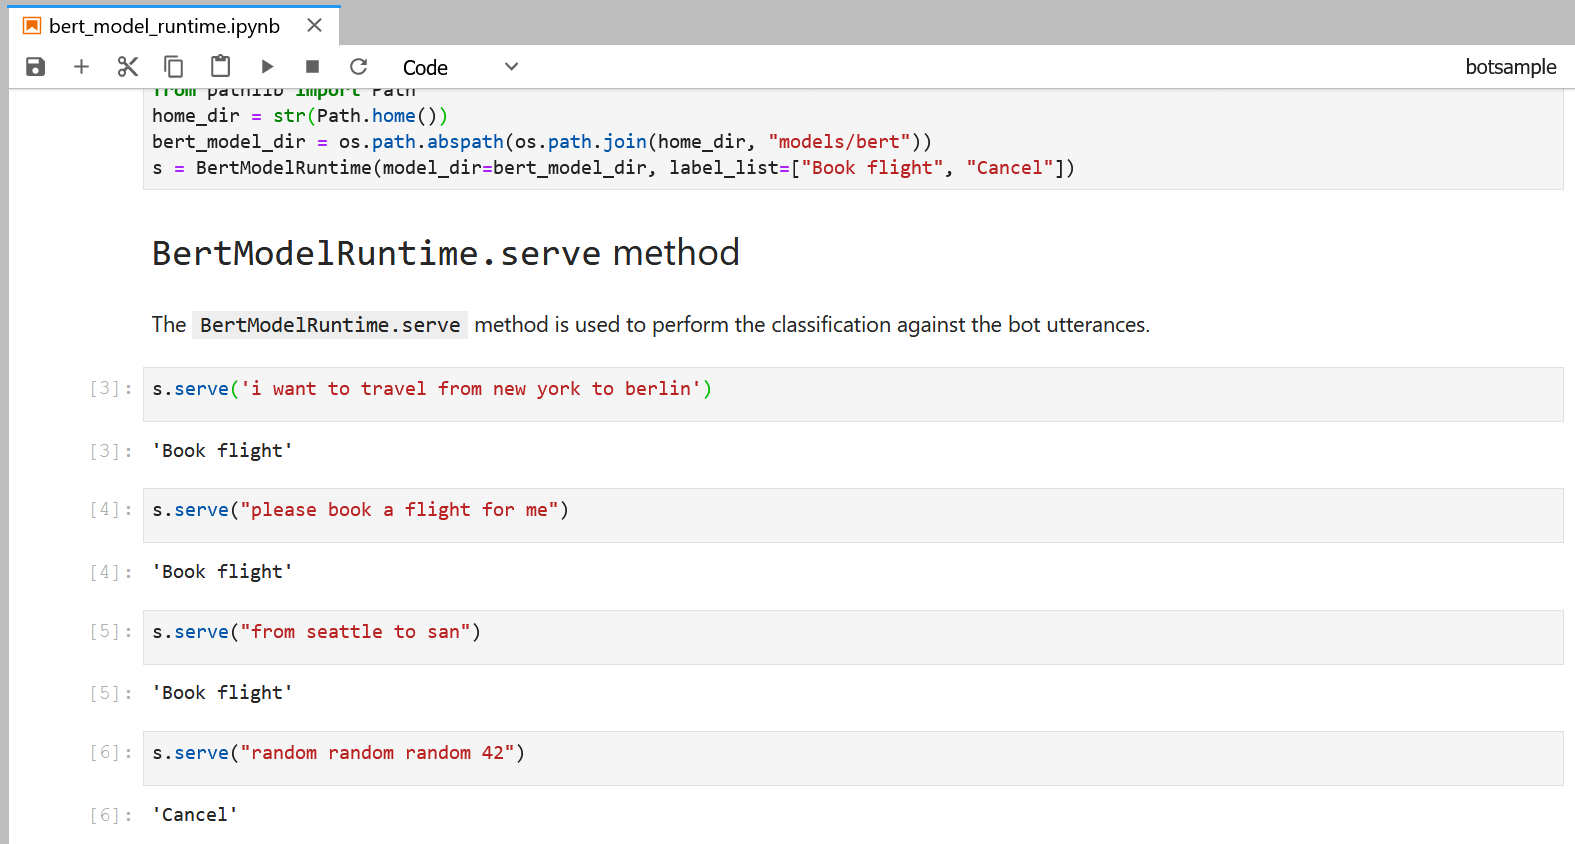 bert_model_runtime.ipynb
Code
botsample
from pathlib import Path
home_dir = str(Path.home())
bert_model_dir = os.path.abspath(os.path.join(home_dir, "models/bert"))
s = BertModelRuntime(model_dir=bert_model_dir, label_list=["Book flight", "Cancel"])
BertModelRuntime.serve method
The BertModelRuntime.serve method is used to perform the classification against the bot utterances.
[3]: s.serve('i want to travel from new york to berlin')
[3]: 'Book flight'
[4]: s.serve("please book a flight for me")
[4]: 'Book flight'
[5]: s.serve("from seattle to san")
[5]: 'Book flight'
[6]: s.serve("random random random 42")
[6]: 'Cancel'